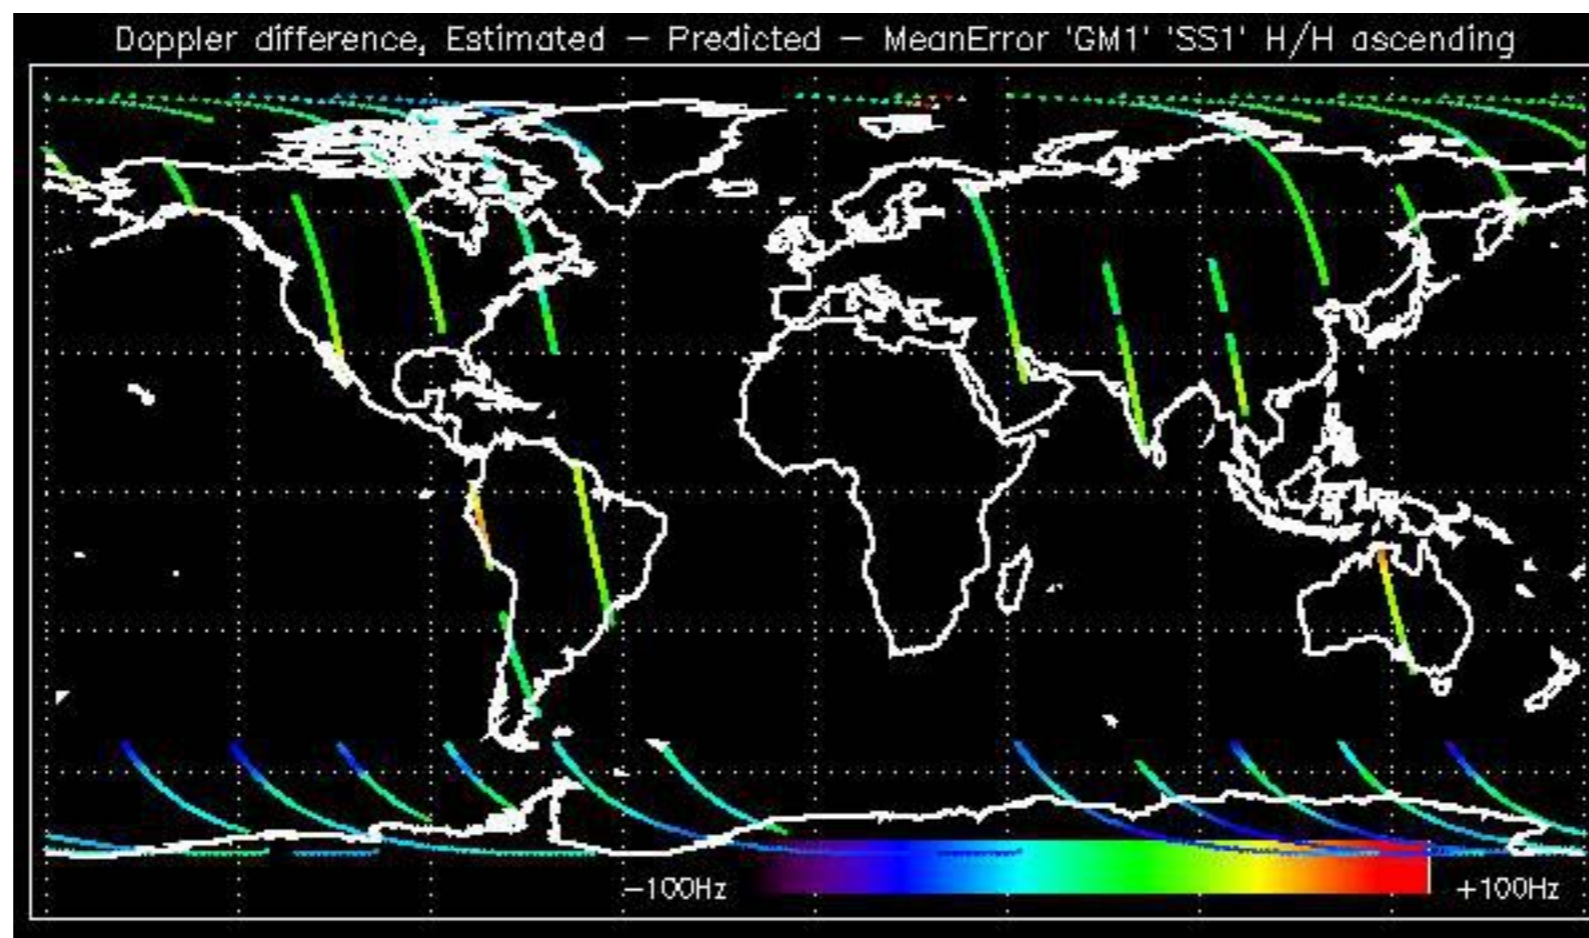 Doppler difference, Estimated – Predicted – MeanError 'GM1' 'SS1' H/H ascending
–100Hz +100Hz